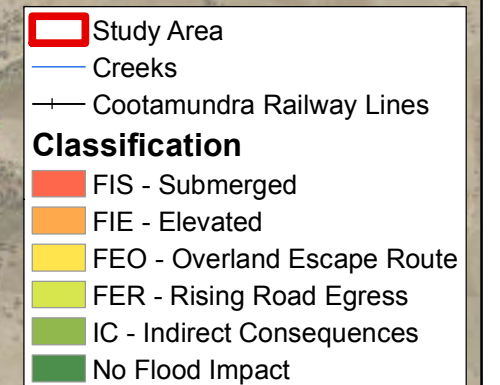 Study Area
Creeks
Cootamundra Railway Lines
Classification
FIS - Submerged
FIE - Elevated
FEO - Overland Escape Route
FER - Rising Road Egress
IC - Indirect Consequences
No Flood Impact